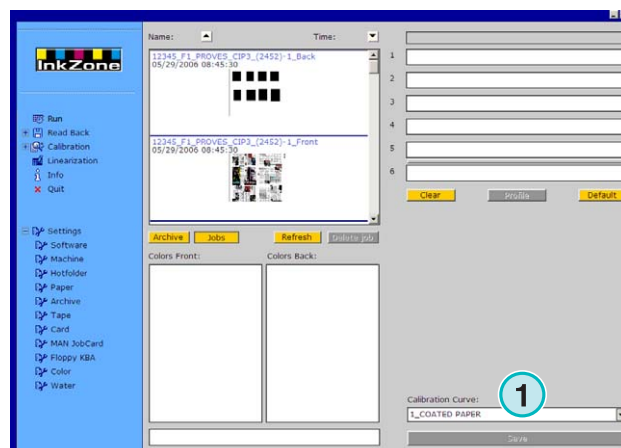 InkZone
Run
Read Back
Calibration
Linearization
Info
Quit
Settings
Software
Machine
Hotfolder
Paper
Archive
Tape
Card
MAN JobCard
Floppy KBA
Color
Water
Name: Time:
12345_F1_PROVES_CIP3_(2452)-1_Back
05/29/2006 08:45:30
12345_F1_PROVES_CIP3_(2452)-1_Front
05/29/2006 08:45:30
Archive Jobs Refresh Delete job
Colors Front: Colors Back:
1
2
3
4
5
6
Clear Profile Default
Calibration Curve:
1
1_COATED PAPER
Save